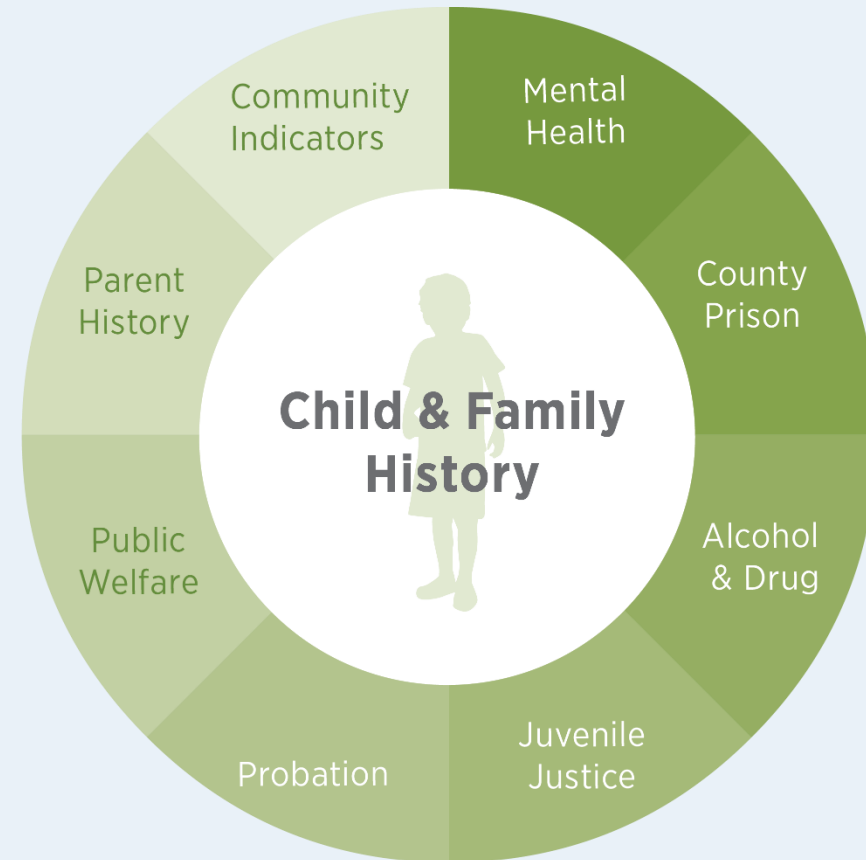 Community
Indicators
Mental
Health
Parent
History
County
Prison
Child & Family
History
Public
Welfare
Alcohol
& Drug
Probation
Juvenile
Justice